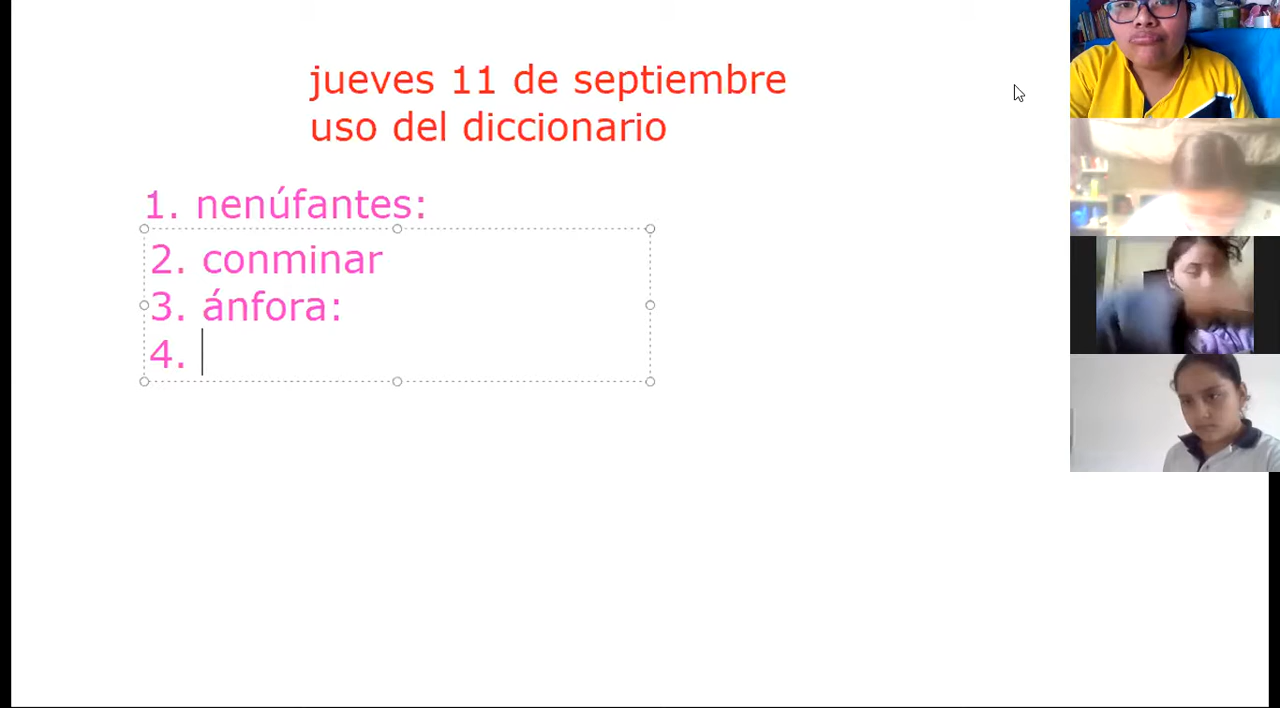 jueves 11 de septiembre
uso del diccionario
1. nenúfantes:
2. conminar
3. ánfora:
4.